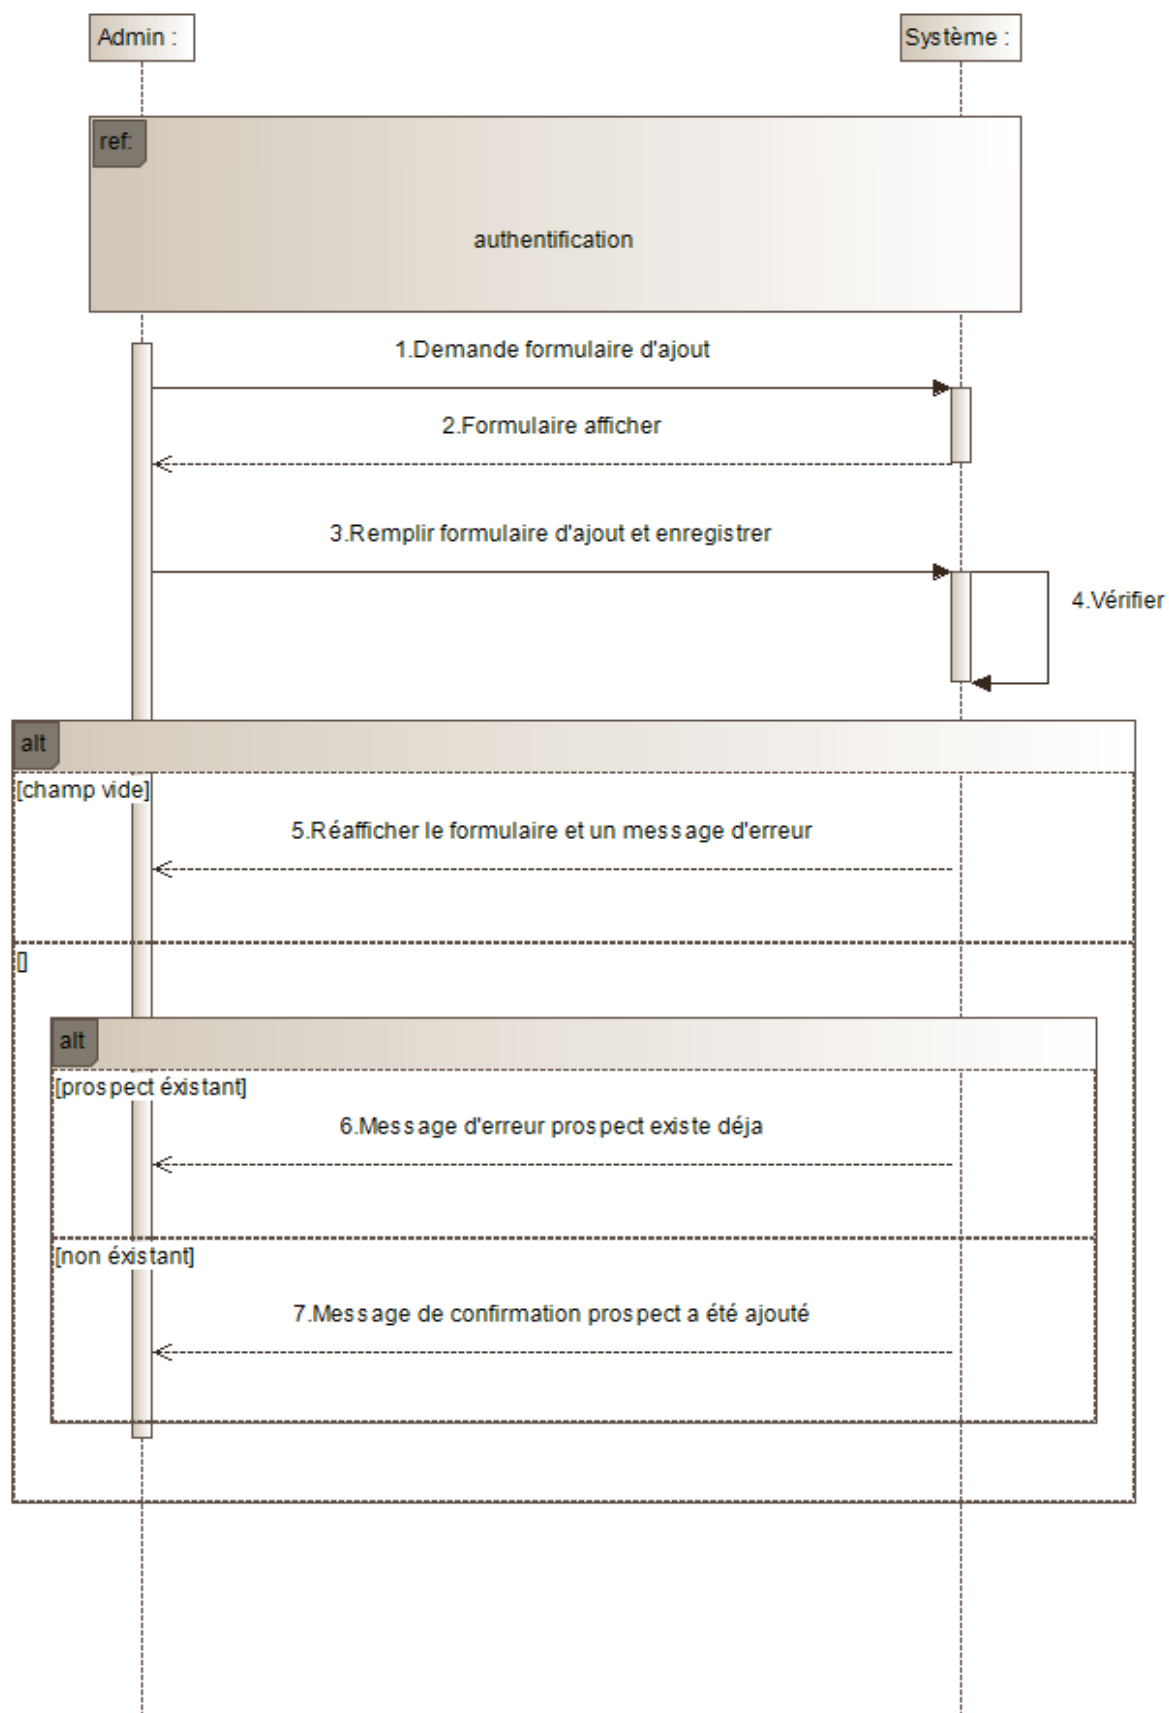 Admin :
Système :
ref:
authentification
1.Demande formulaire d'ajout
2.Formulaire afficher
3.Remplir formulaire d'ajout et enregistrer
4.Vérifier
alt
[champ vide]
5.Réafficher le formulaire et un message d'erreur
[]
alt
[prospect éxistant]
6.Message d'erreur prospect existe déja
[non éxistant]
7.Message de confirmation prospect a été ajouté